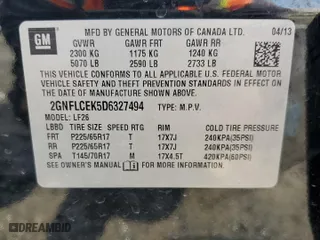 GM
MFD BY GENERAL MOTORS OF CANADA LTD. 04/13
GVWR GAWR FRT GAWR RR
2300 KG 1175 KG 1240 KG
5070 LB 2590 LB 2733 LB
THIS VEHICLE CONFORMS TO ALL APPLICABLE U.S.
FEDERAL MOTOR VEHICLE SAFETY
AND THEFT PREVENTION STANDARDS IN EFFECT ON
THE DATE OF MANUFACTURE SHOWN ABOVE.
2GNFLCEK5D6327494 TYPE: M.P.V.
MODEL: LF26
LBBD TIRE SIZE SPEED RTG RIM COLD TIRE PRESSURE
FRT P225/65R17 T 17X7J 240KPA(35PSI)
RR P225/65R17 T 17X7J 240KPA(35PSI)
SPA T145/70R17 M 17X4.5T 420KPA(60PSI)
SEE OWNER'S MANUAL FOR ADDITIONAL INFORMATION.